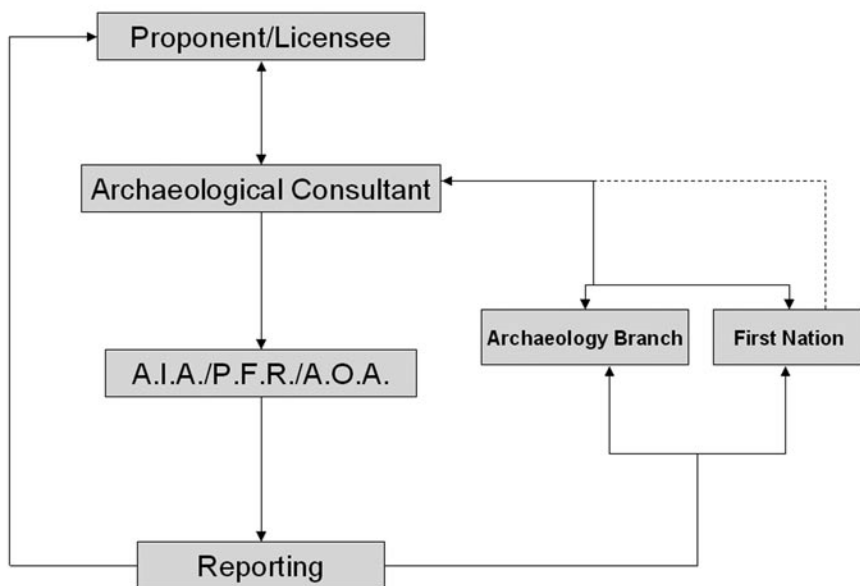 Proponent/Licensee
Archaeological Consultant
Archaeology Branch
First Nation
A.I.A./P.F.R./A.O.A.
Reporting